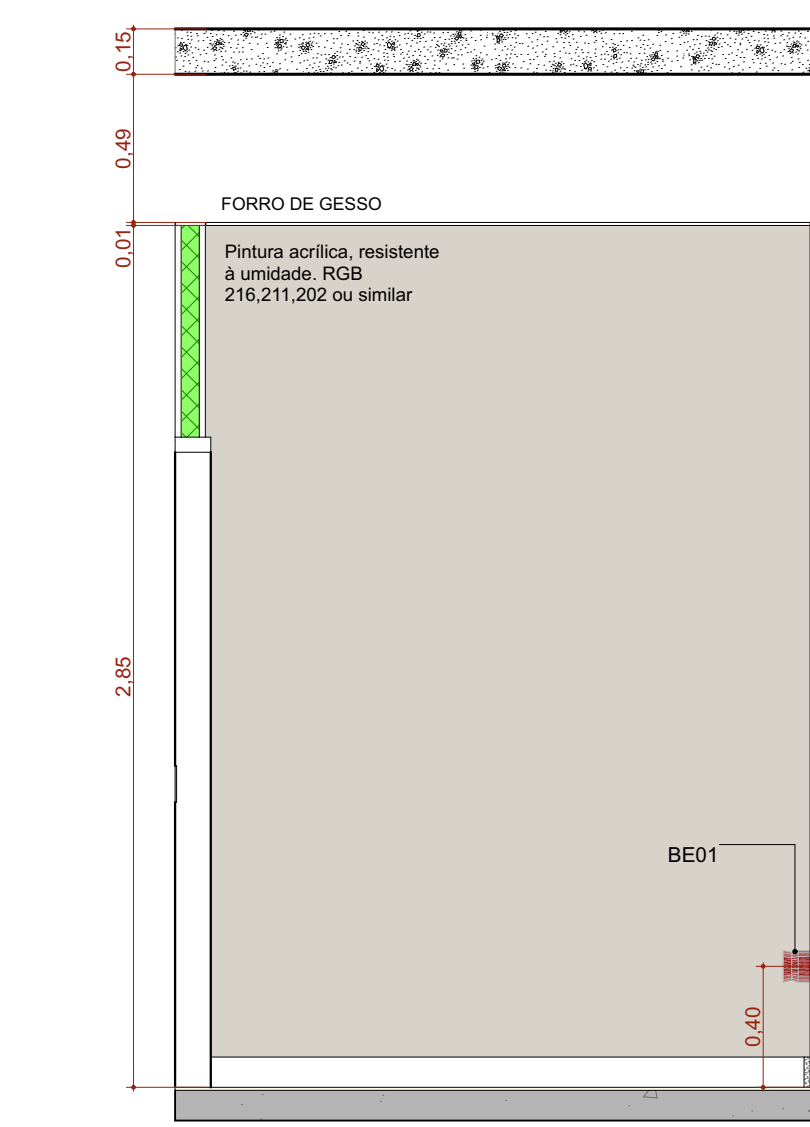 0,15
0,49
FORRO DE GESSO
0,01
Pintura acrílica, resistente
à umidade. RGB
216,211,202 ou similar
2,85
BE01
0,40